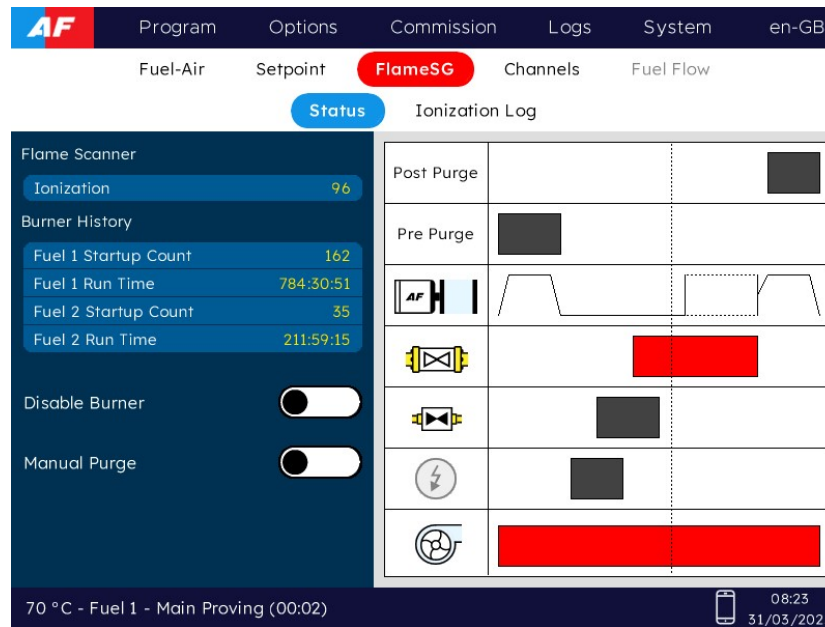 AF Program Options Commission Logs System en-GB
Fuel-Air Setpoint FlameSG Channels Fuel Flow
Status Ionization Log
Flame Scanner
Ionization 96
Burner History
Fuel 1 Startup Count 162
Fuel 1 Run Time 784:30:51
Fuel 2 Startup Count 35
Fuel 2 Run Time 211:59:15
Disable Burner
Manual Purge
Post Purge
Pre Purge
AF
70 °C - Fuel 1 - Main Proving (00:02)
08:23
31/03/202